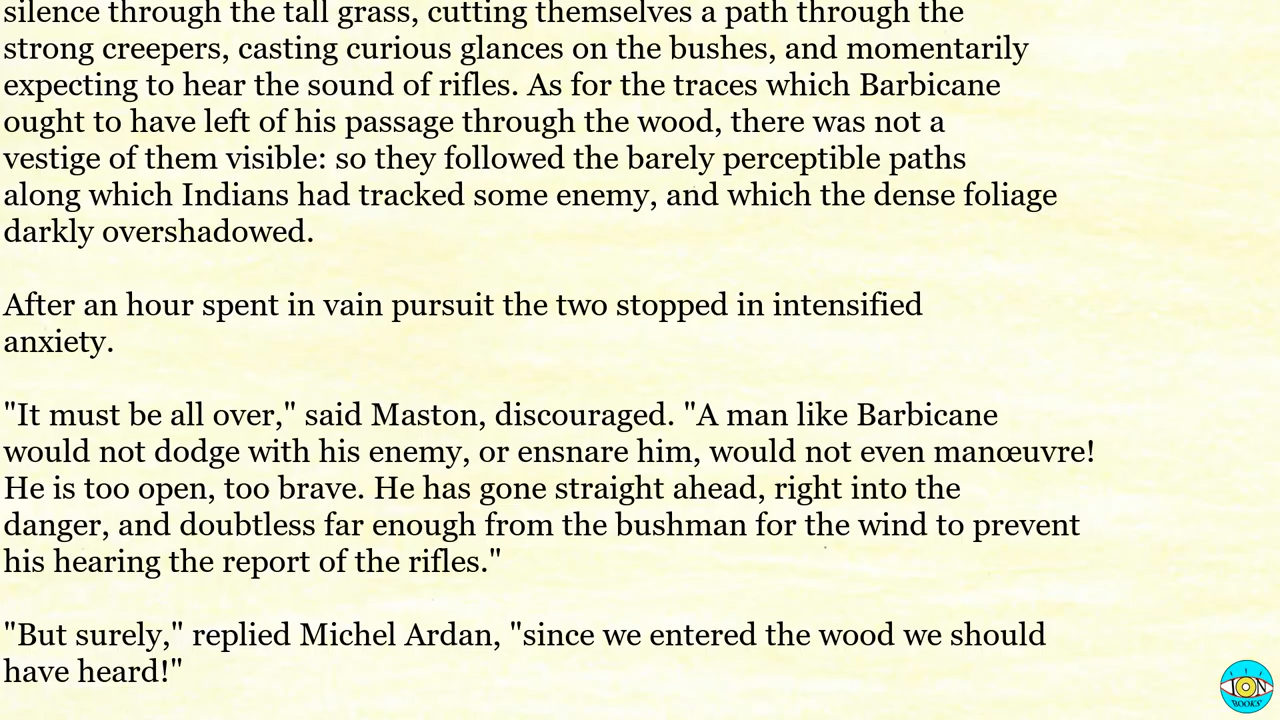 silence through the tall grass, cutting themselves a path through the
strong creepers, casting curious glances on the bushes, and momentarily
expecting to hear the sound of rifles. As for the traces which Barbicane
ought to have left of his passage through the wood, there was not a
vestige of them visible: so they followed the barely perceptible paths
along which Indians had tracked some enemy, and which the dense foliage
darkly overshadowed.
After an hour spent in vain pursuit the two stopped in intensified
anxiety.
"It must be all over," said Maston, discouraged. "A man like Barbicane
would not dodge with his enemy, or ensnare him, would not even manœuvre!
He is too open, too brave. He has gone straight ahead, right into the
danger, and doubtless far enough from the bushman for the wind to prevent
his hearing the report of the rifles."
"But surely," replied Michel Ardan, "since we entered the wood we should
have heard!"
ION
BOOKS